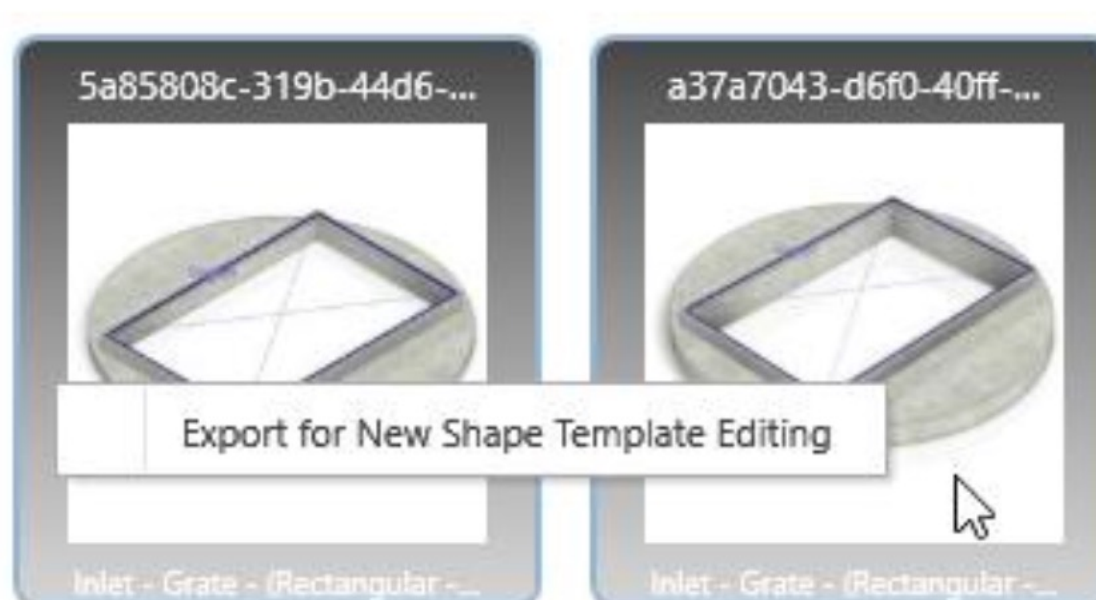 5a85808c-319b-44d6-...
a37a7043-d6f0-40ff-...
Export for New Shape Template Editing
Inlet - Grate - (Rectangular -...
Inlet - Grate - (Rectangular -...